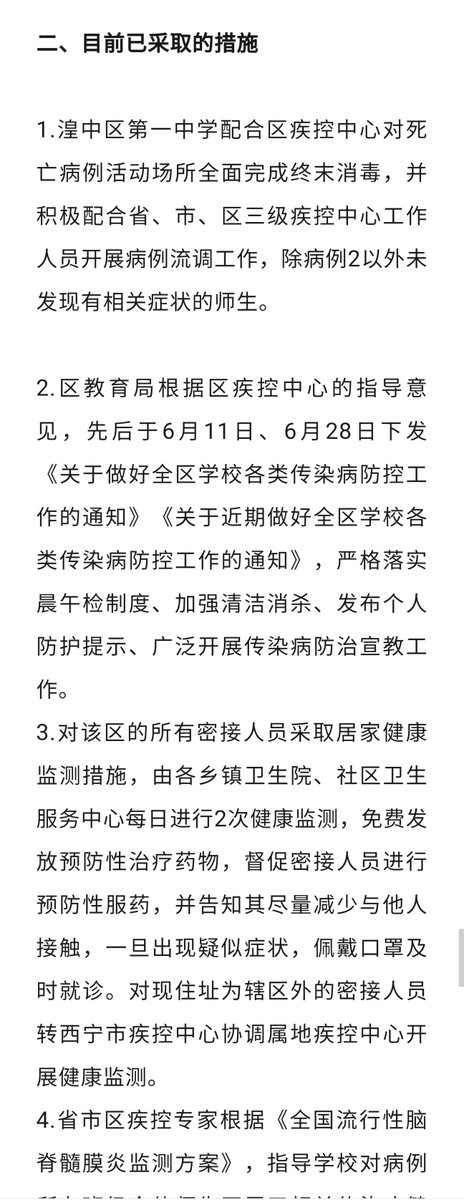 二、目前已采取的措施
1.湟中区第一中学配合区疾控中心对死
亡病例活动场所全面完成终末消毒，并
积极配合省、市、区三级疾控中心工作
人员开展病例流调工作，除病例2以外未
发现有相关症状的师生。
2.区教育局根据区疾控中心的指导意
见，先后于6月11日、6月28日下发
《关于做好全区学校各类传染病防控工
作的通知》《关于近期做好全区学校各
类传染病防控工作的通知》，严格落实
晨午检制度、加强清洁消杀、发布个人
防护提示、广泛开展传染病防治宣教工
作。
3.对该区的所有密接人员采取居家健康
监测措施，由各乡镇卫生院、社区卫生
服务中心每日进行2次健康监测，免费发
放预防性治疗药物，督促密接人员进行
预防性服药，并告知其尽量减少与他人
接触，一旦出现疑似症状，佩戴口罩及
时就诊。对现住址为辖区外的密接人员
转西宁市疾控中心协调属地疾控中心开
展健康监测。
4.省市区疾控专家根据《全国流行性脑
脊髓膜炎监测方案》，指导学校对病例